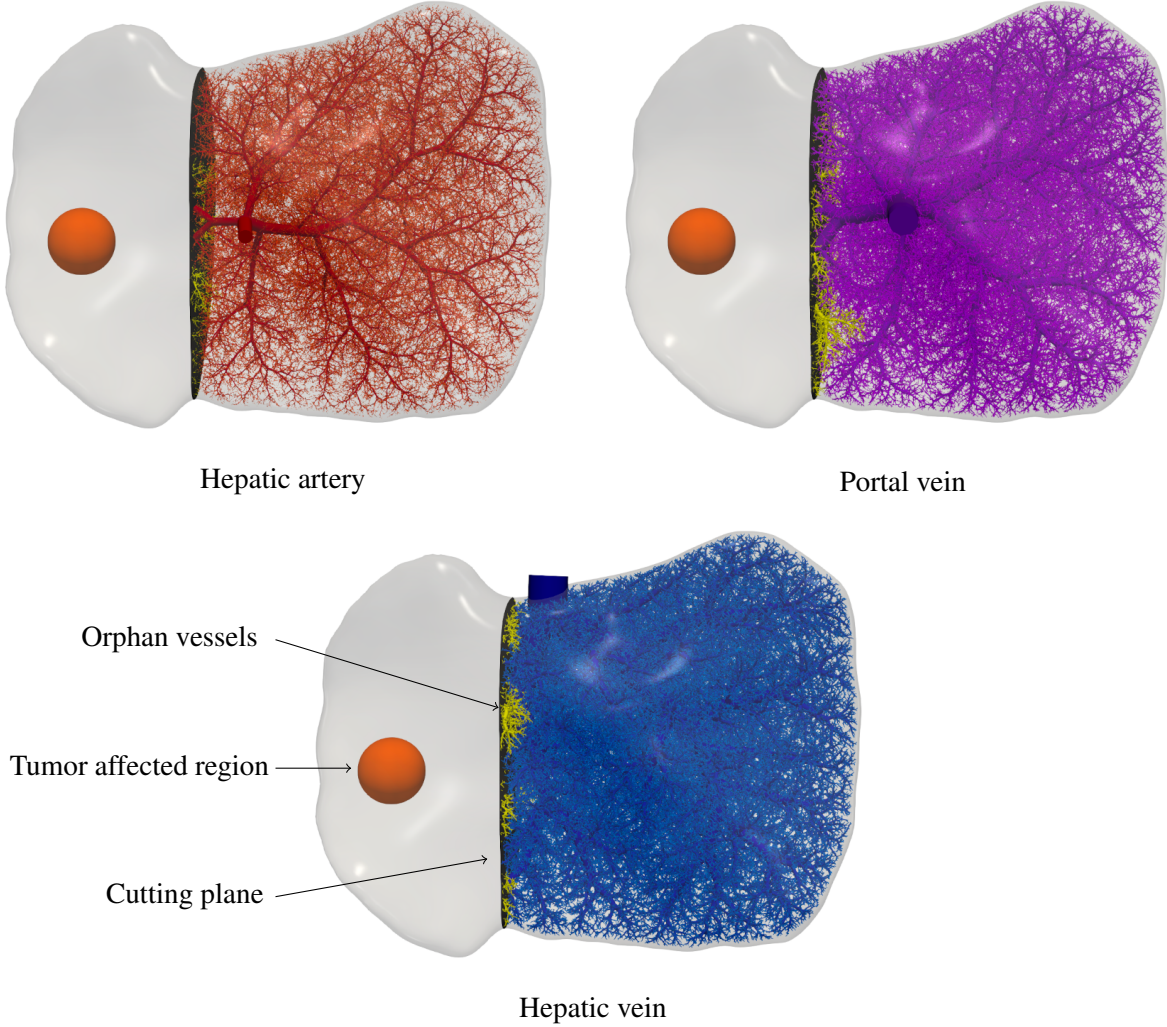 Hepatic artery
Portal vein
Orphan vessels
Tumor affected region
Cutting plane
Hepatic vein